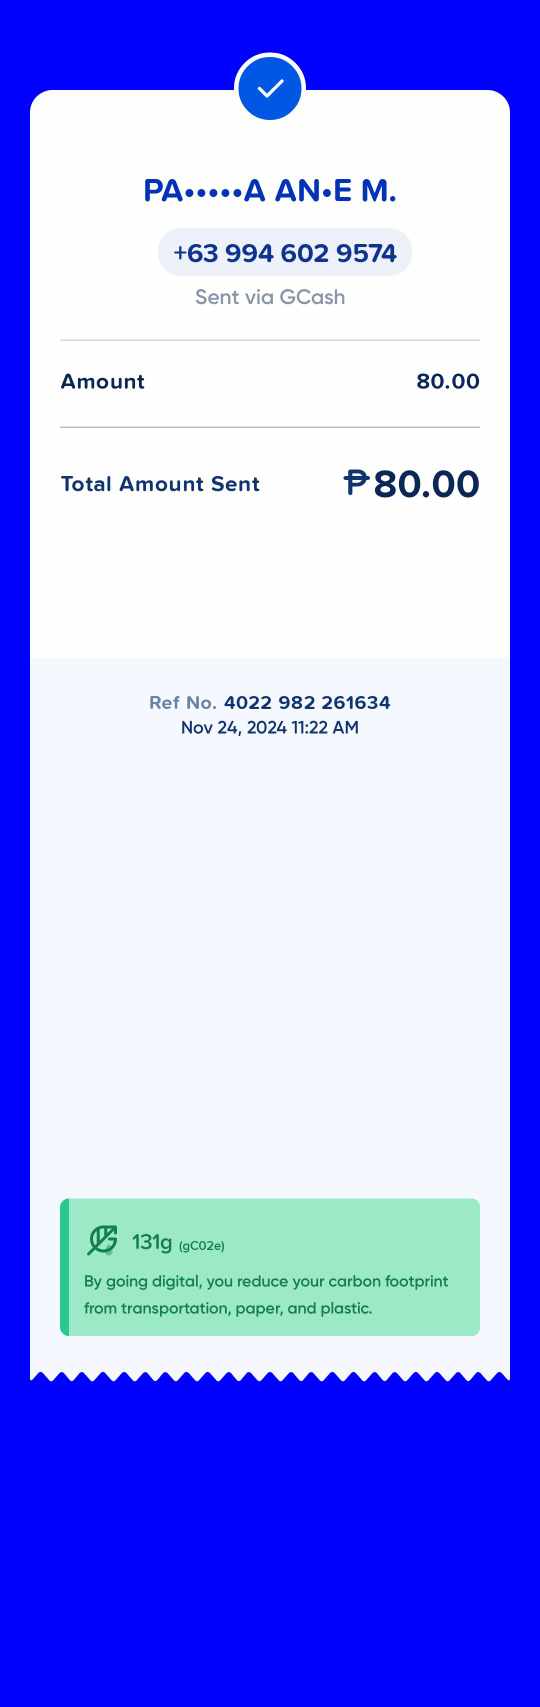 PA•••••A AN•E M.
+63 994 602 9574
Sent via GCash
Amount 80.00
Total Amount Sent ₱80.00
Ref No. 4022 982 261634
Nov 24, 2024 11:22 AM
131g (gC02e)
By going digital, you reduce your carbon footprint
from transportation, paper, and plastic.